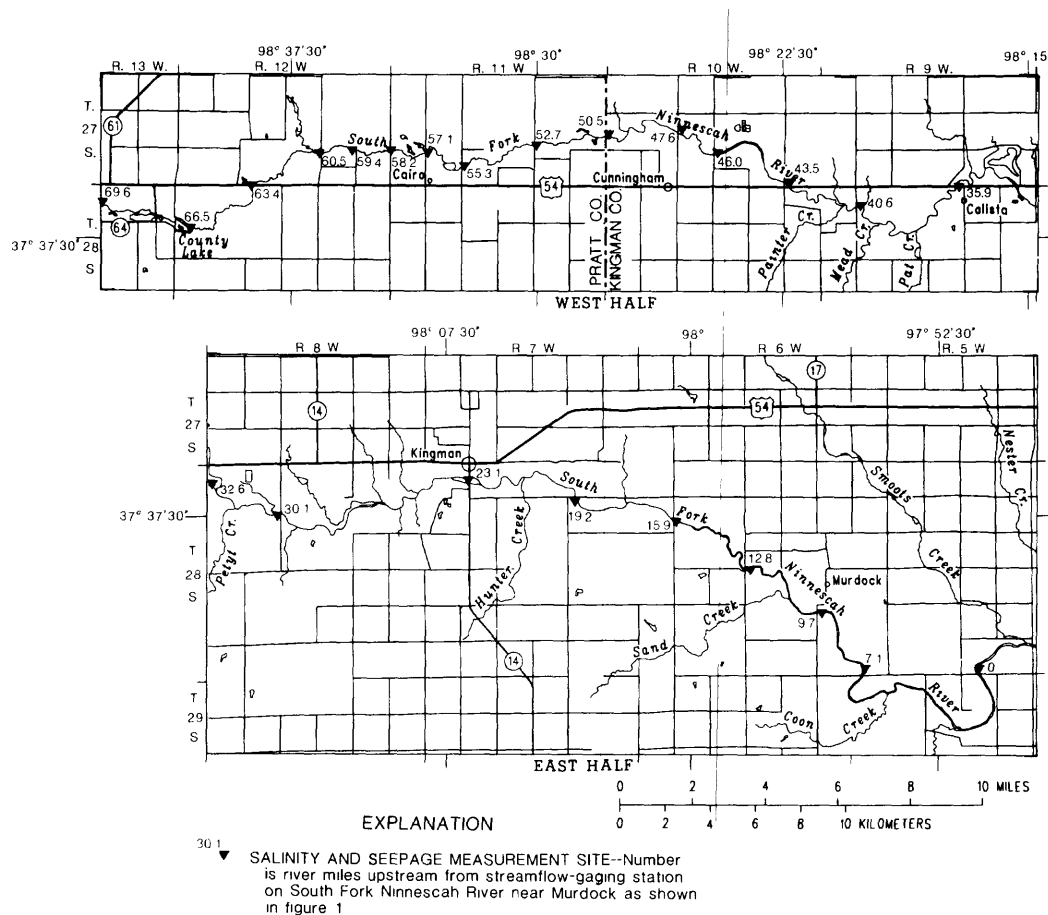 98° 37'30"
98° 30'
98° 22'30"
98° 15'
R. 13 W.
R. 12 W
R. 11 W
R 10 W.
R 9 W.
T.
27
S.
61
South
Fork
Ninnescah
River
60.5
59.4
58.2
57.1
55.3
52.7
50.5
47.6
46.0
43.5
40 6
35.9
63.4
66.5
69.6
Cairo
54
Cunningham
Calista
64
County
Lake
T.
37° 37'30"
28
S
PRATT CO.
KINGMAN CO.
Painter Cr.
Mead Cr.
Pat Cr.
WEST HALF
98° 07'30"
98°
97° 52'30"
R 8 W
R 7 W
R 6 W
R. 5 W
T
27
S
14
17
54
Kingman
23 1
32 6
30 1
Petyt Cr.
37° 37'30"
South
Fork
Ninnescah
River
19 2
15 9
12 8
9 7
7 1
0
Hunter Creek
Smoots
Creek
Nester Cr.
T
28
S
Murdock
Sand Creek
14
T
29
S
Coon Creek
EAST HALF
0 2 4 6 8 10 MILES
0 2 4 6 8 10 KILOMETERS
EXPLANATION
30 1
SALINITY AND SEEPAGE MEASUREMENT SITE--Number
is river miles upstream from streamflow-gaging station
on South Fork Ninnescah River near Murdock as shown
in figure 1